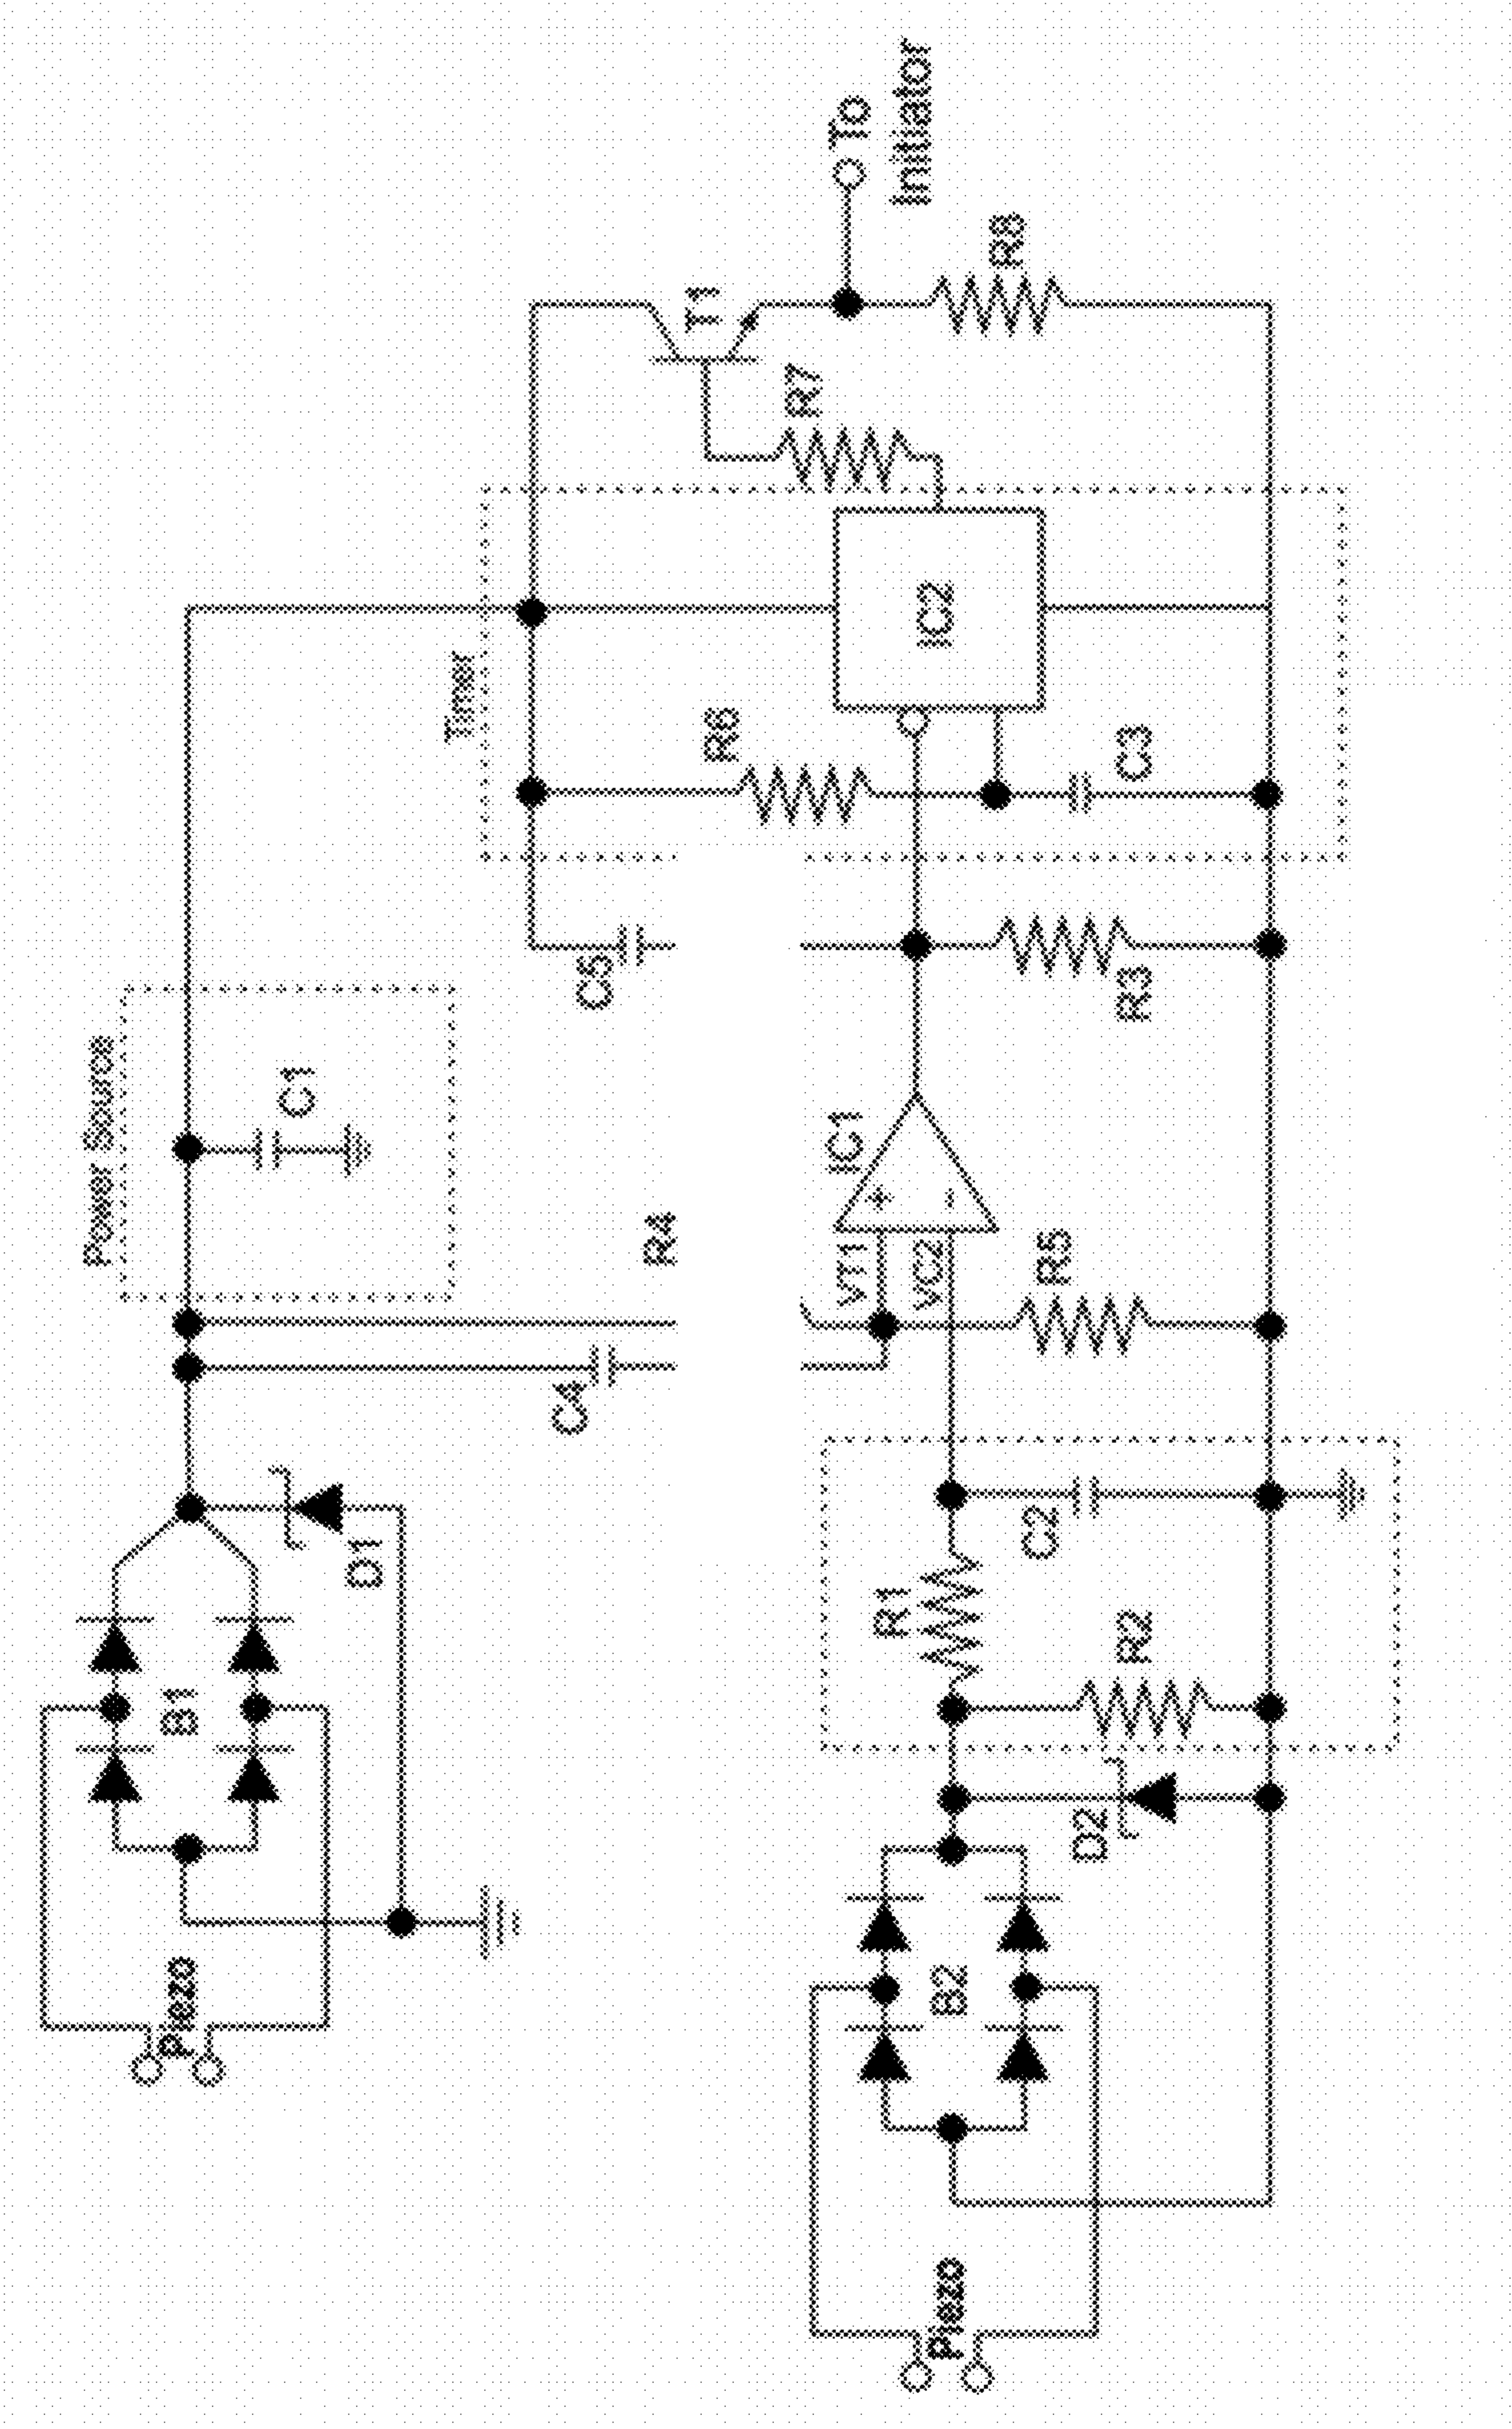 Piezo
B1
D1
Power Source
C1
C4
R4
C5
Timer
R6
IC2
C3
R7
T1
To
Initiator
R8
Piezo
B2
D2
R1
R2
C2
VT1
VC2
+
-
IC1
R5
R3